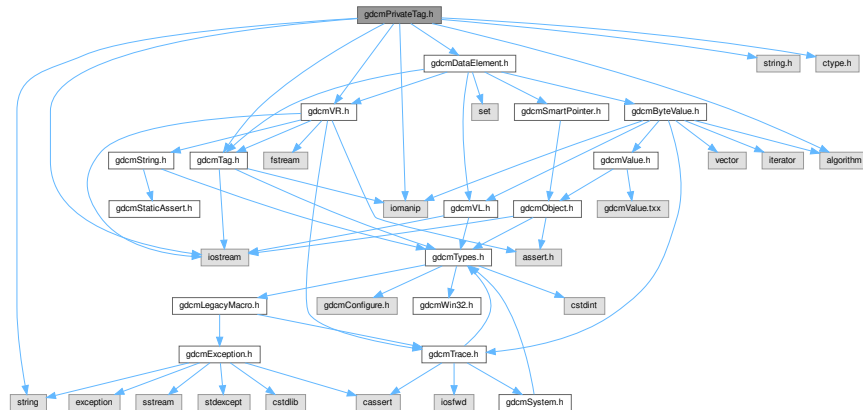 gdcmPrivateTag.h
gdcmDataElement.h
string.h
ctype.h
gdcmVR.h
set
gdcmSmartPointer.h
gdcmByteValue.h
gdcmString.h
gdcmTag.h
fstream
gdcmValue.h
vector
iterator
algorithm
gdcmStaticAssert.h
iomanip
gdcmVL.h
gdcmObject.h
gdcmValue.txx
iostream
gdcmTypes.h
assert.h
gdcmLegacyMacro.h
gdcmConfigure.h
gdcmWin32.h
cstdint
gdcmException.h
gdcmTrace.h
string
exception
sstream
stdexcept
cstdlib
cassert
iosfwd
gdcmSystem.h